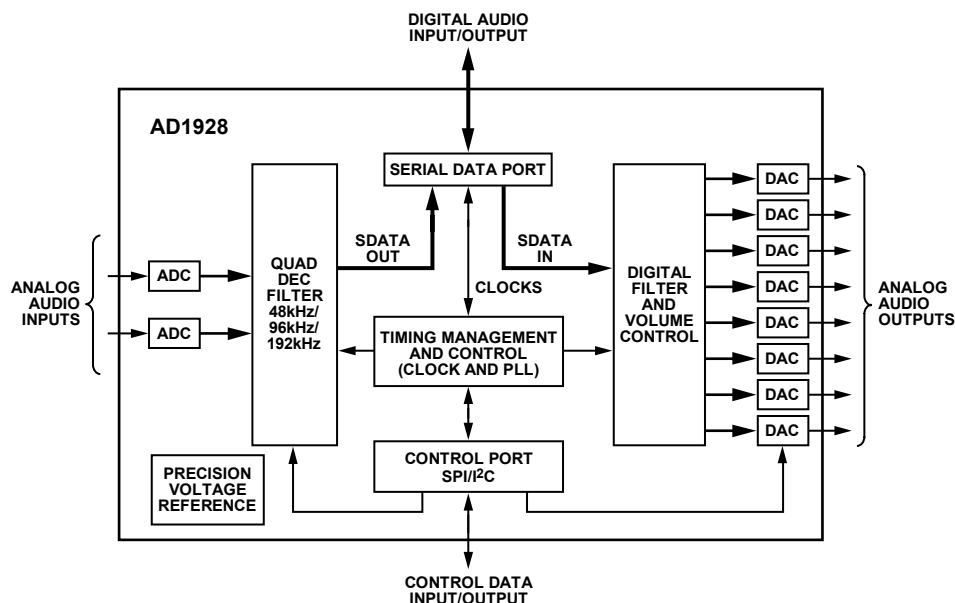 DIGITAL AUDIO
INPUT/OUTPUT
AD1928
SERIAL DATA PORT
SDATA
OUT
SDATA
IN
CLOCKS
ANALOG
AUDIO
INPUTS
ADC
ADC
QUAD
DEC
FILTER
48kHz/
96kHz/
192kHz
TIMING MANAGEMENT
AND CONTROL
(CLOCK AND PLL)
DIGITAL
FILTER
AND
VOLUME
CONTROL
DAC
DAC
DAC
DAC
DAC
DAC
DAC
DAC
ANALOG
AUDIO
OUTPUTS
PRECISION
VOLTAGE
REFERENCE
CONTROL PORT
SPI/I²C
CONTROL DATA
INPUT/OUTPUT